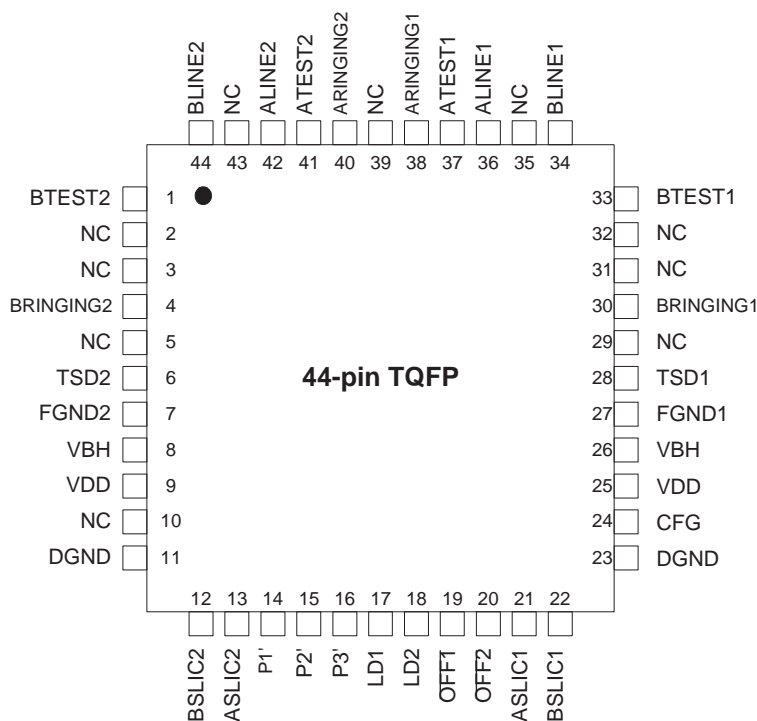 BLINE2 NC ALINE2 ATEST2 ARINGING2 NC ARINGING1 ATEST1 ALINE1 NC BLINE1
44 43 42 41 40 39 38 37 36 35 34
BTEST2 1 33 BTEST1
NC 2 32 NC
NC 3 31 NC
BRINGING2 4 30 BRINGING1
NC 5 29 NC
44-pin TQFP
TSD2 6 28 TSD1
FGND2 7 27 FGND1
VBH 8 26 VBH
VDD 9 25 VDD
NC 10 24 CFG
DGND 11 23 DGND
12 13 14 15 16 17 18 19 20 21 22
BSLIC2 ASLIC2 P1' P2' P3' LD1 LD2 OFF1 OFF2 ASLIC1 BSLIC1